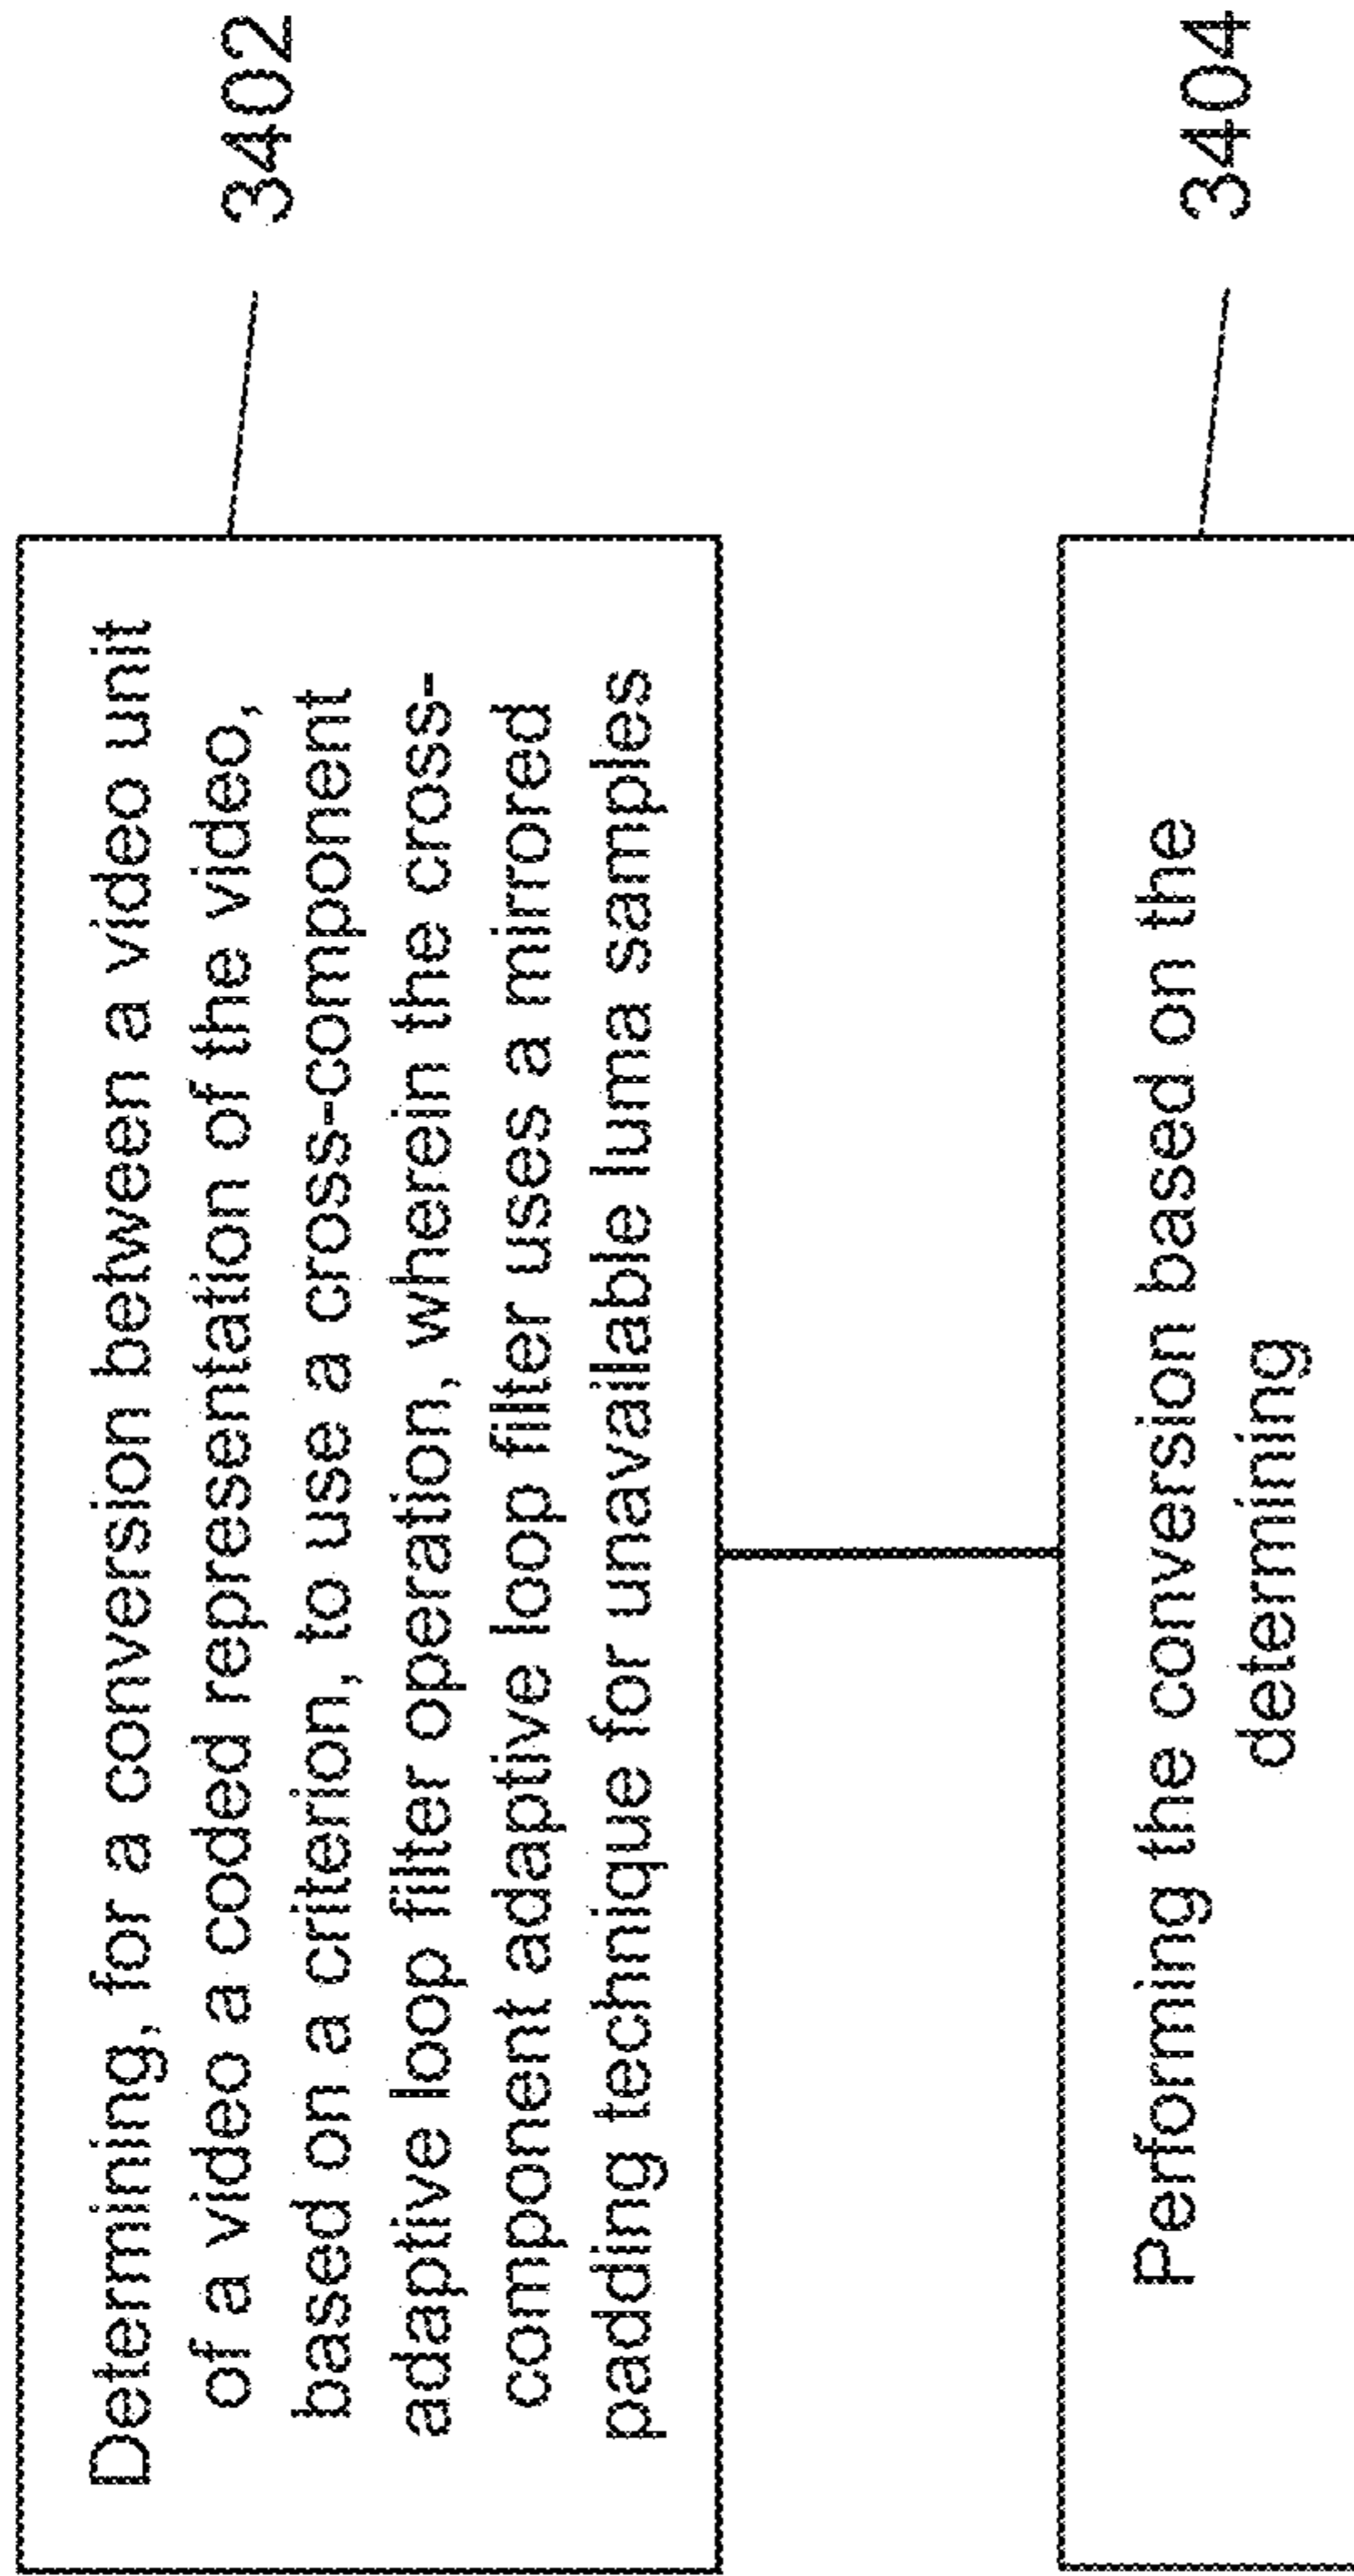 Determining, for a conversion between a video unit
of a video a coded representation of the video,
based on a criterion, to use a cross-component
adaptive loop filter operation, wherein the cross-
component adaptive loop filter uses a mirrored
padding technique for unavailable luma samples
3402
Performing the conversion based on the
determining
3404